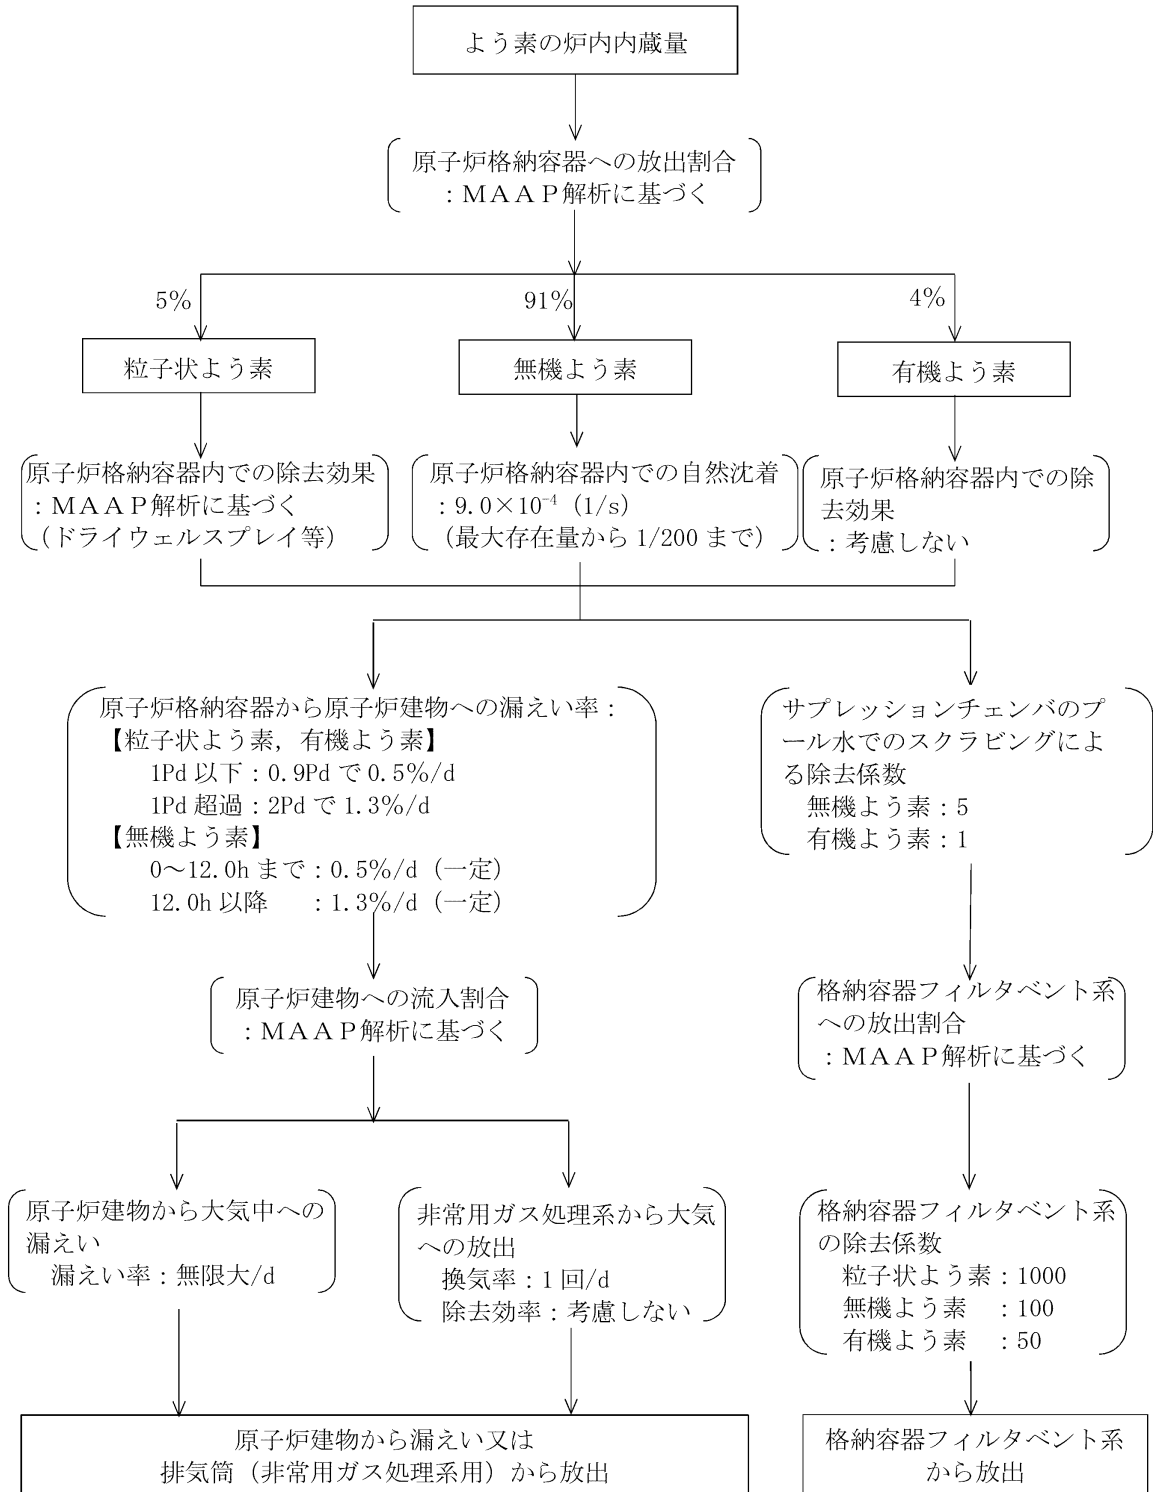 よう素の炉内内蔵量
原子炉格納容器への放出割合
：ＭＡＡＰ解析に基づく
5%
91%
4%
粒子状よう素
無機よう素
有機よう素
原子炉格納容器内での除去効果
：ＭＡＡＰ解析に基づく
（ドライウェルスプレイ等）
原子炉格納容器内での自然沈着
：9.0×10⁻⁴（1/s）
（最大存在量から 1/200 まで）
原子炉格納容器内での除
去効果
：考慮しない
原子炉格納容器から原子炉建物への漏えい率：
【粒子状よう素，有機よう素】
1Pd 以下：0.9Pd で 0.5%/d
1Pd 超過：2Pd で 1.3%/d
【無機よう素】
0～12.0h まで：0.5%/d（一定）
12.0h 以降　：1.3%/d（一定）
サプレッションチェンバのプ
ール水でのスクラビングによ
る除去係数
無機よう素：5
有機よう素：1
原子炉建物への流入割合
：ＭＡＡＰ解析に基づく
格納容器フィルタベント系
への放出割合
：ＭＡＡＰ解析に基づく
原子炉建物から大気中への
漏えい
漏えい率：無限大/d
非常用ガス処理系から大気
への放出
換気率：1 回/d
除去効率：考慮しない
格納容器フィルタベント系
の除去係数
粒子状よう素：1000
無機よう素　：100
有機よう素　：50
原子炉建物から漏えい又は
排気筒（非常用ガス処理系用）から放出
格納容器フィルタベント系
から放出